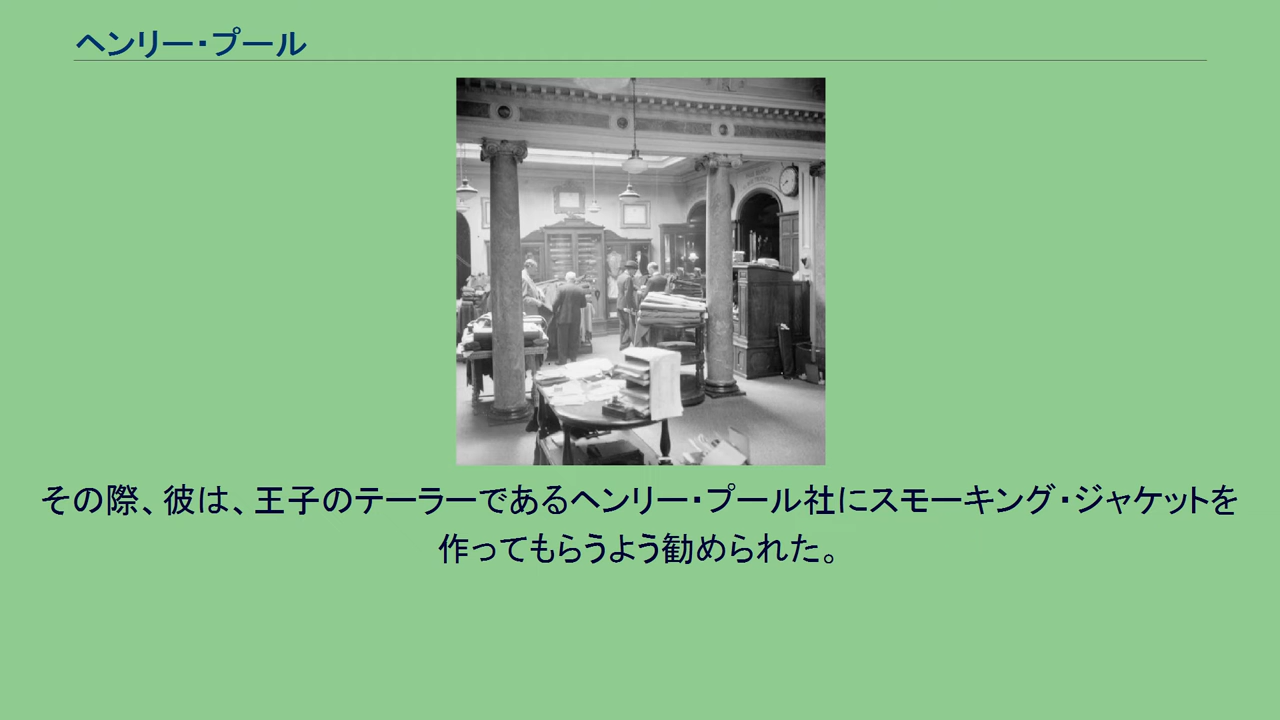 ヘンリー・プール
その際、彼は、王子のテーラーであるヘンリー・プール社にスモーキング・ジャケットを
作ってもらうよう勧められた。